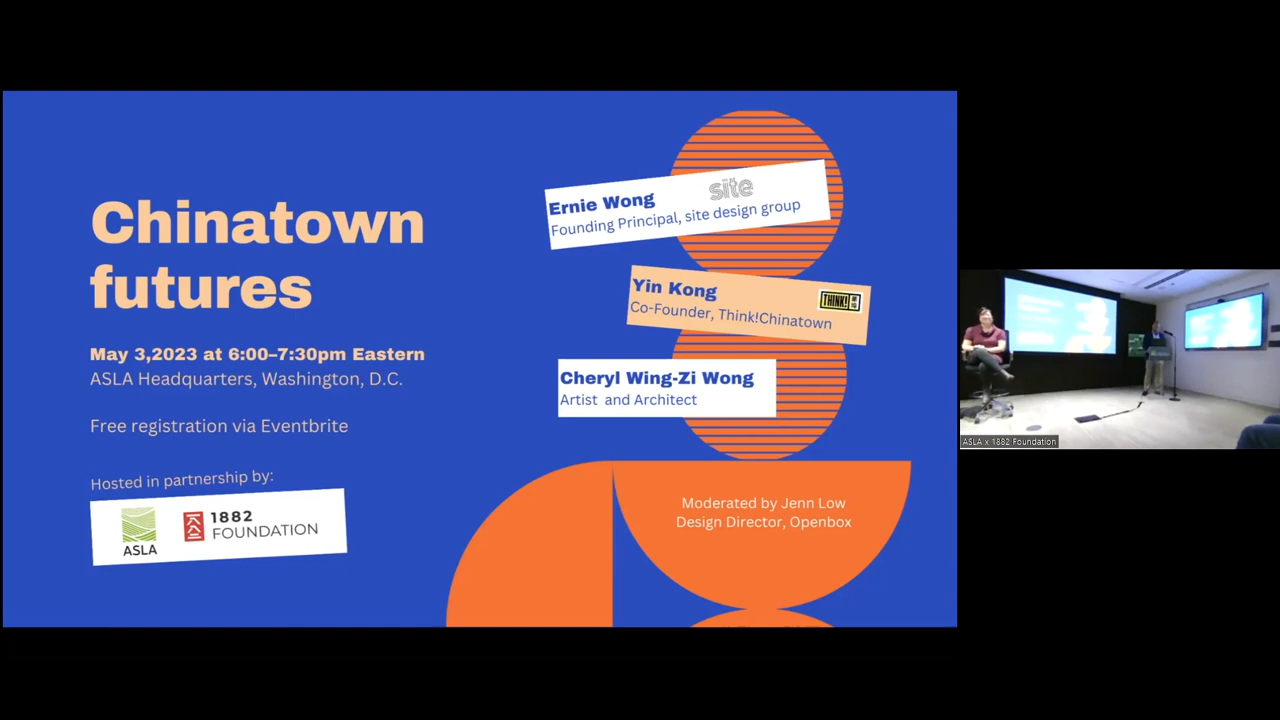 Chinatown
futures
May 3,2023 at 6:00–7:30pm Eastern
ASLA Headquarters, Washington, D.C.
Free registration via Eventbrite
Hosted in partnership by:
ASLA
1882
FOUNDATION
site
Ernie Wong
Founding Principal, site design group
Yin Kong
Co-Founder, Think!Chinatown
THINK!
Cheryl Wing-Zi Wong
Artist and Architect
Moderated by Jenn Low
Design Director, Openbox
ASLA x 1882 Foundation